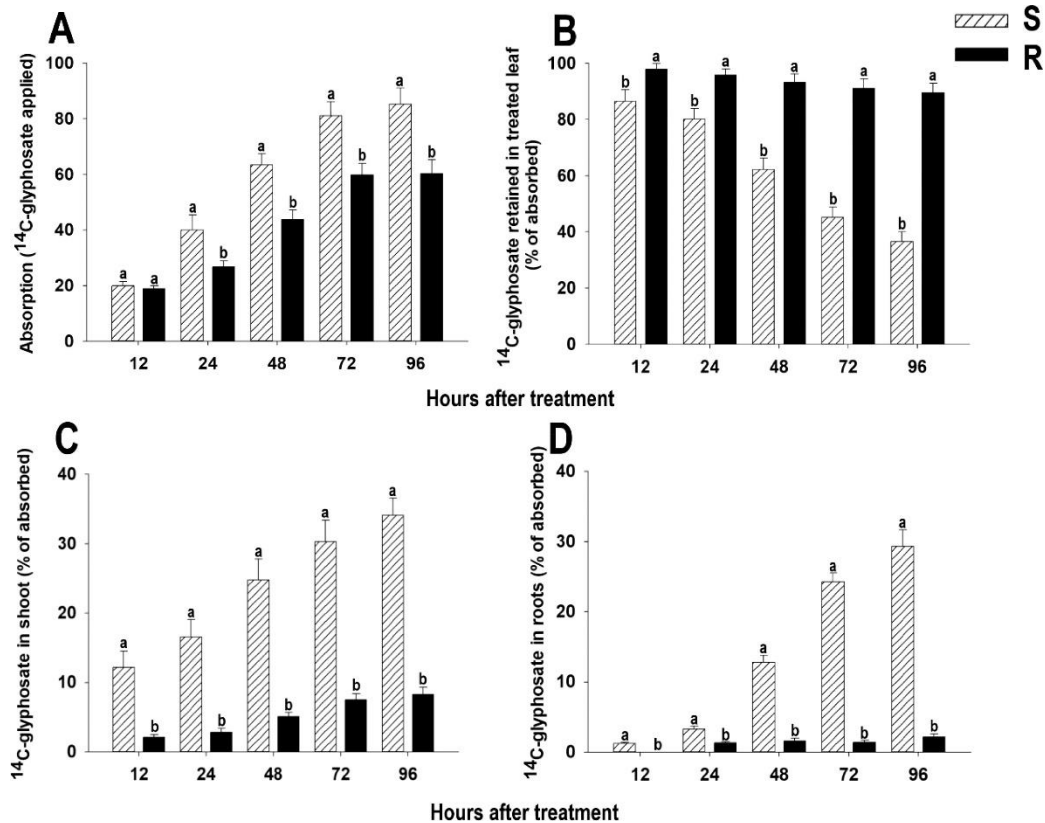 A
B
S
R
Absorption (¹⁴C-glyphosate applied)
100
80
60
40
20
0
a a a b a b a b a b
12 24 48 72 96
¹⁴C-glyphosate retained in treated leaf
(% of absorbed)
100
80
60
40
20
0
b a b a b a b a b a
12 24 48 72 96
Hours after treatment
C
D
¹⁴C-glyphosate in shoot (% of absorbed)
40
30
20
10
0
a b a b a b a b a b
12 24 48 72 96
¹⁴C-glyphosate in roots (% of absorbed)
40
30
20
10
0
a b a b a b a b a b
12 24 48 72 96
Hours after treatment